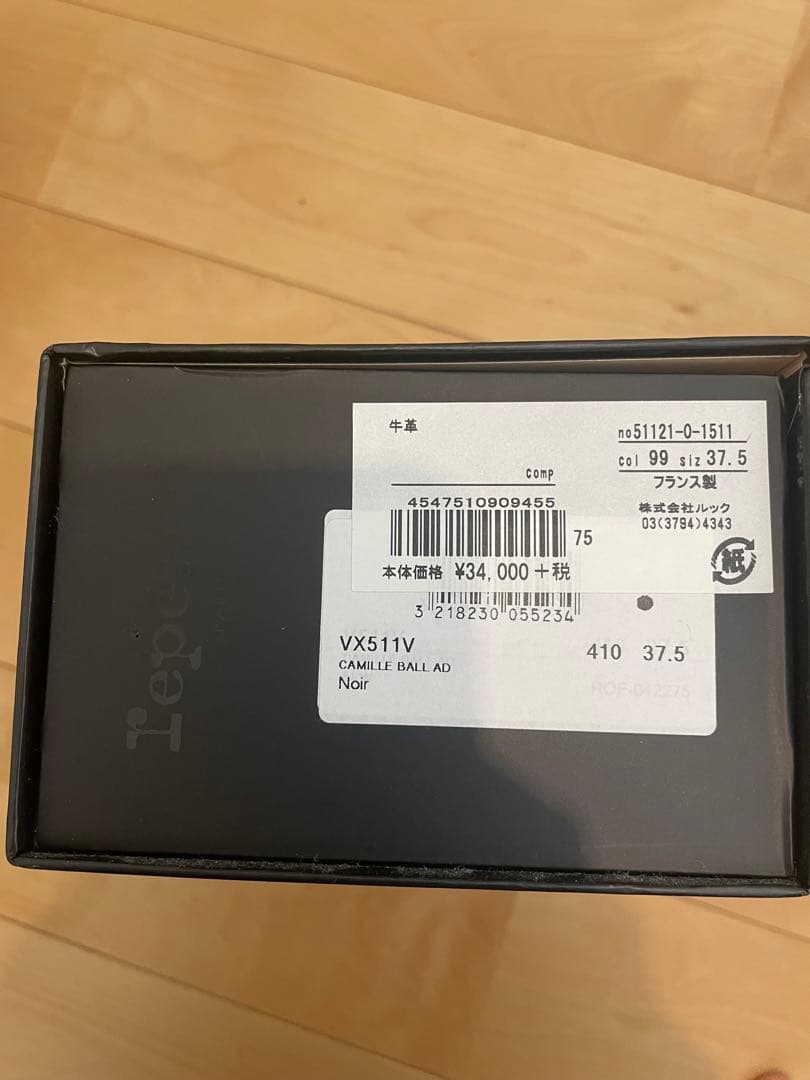 牛革
no51121-0-1511
col 99 siz 37.5
comp
フランス製
4547510909455
株式会社ルック
03(3794)4343
75
本体価格 ¥34,000+税
紙
3 218230 055234
VX511V
410 37.5
CAMILLE BALL AD
Noir
repe